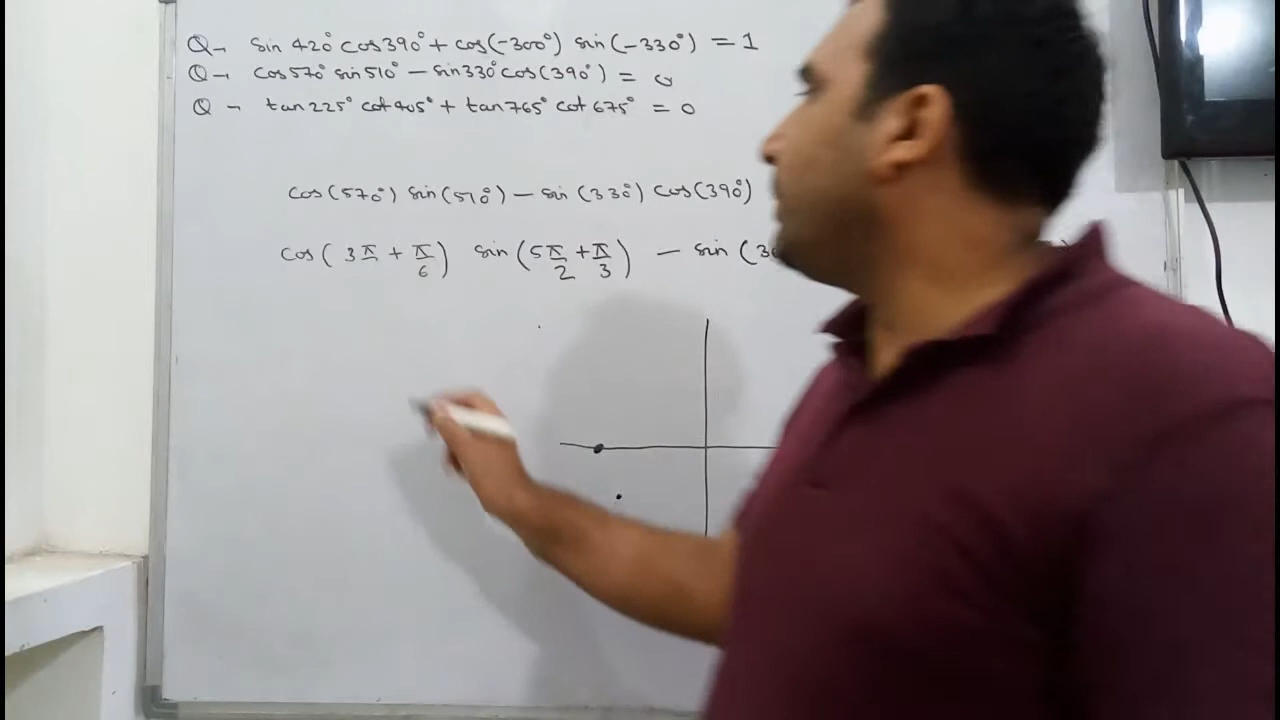 Q→ sin 420° cos 390° + cos(-300°) sin(-330°) = 1
Q→ cos 570° sin 510° - sin 330° cos(390°) = 0
Q→ tan 225° cot 405° + tan 765° cot 675° = 0
cos(570°) sin(510°) - sin(330°) cos(390°)
cos(3π + π/6) sin(5π/2 + π/3) - sin (3